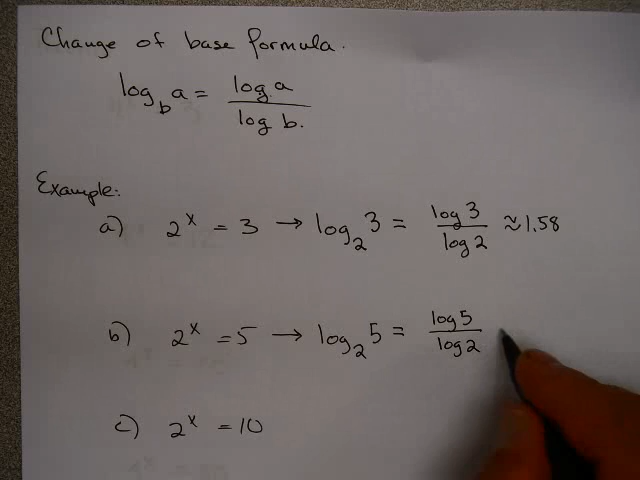 Change of base formula.
log_b a = log a / log b.
Example:
a) 2^x = 3 → log_2 3 = log 3 / log 2 ≈ 1.58
b) 2^x = 5 → log_2 5 = log 5 / log 2
c) 2^x = 10